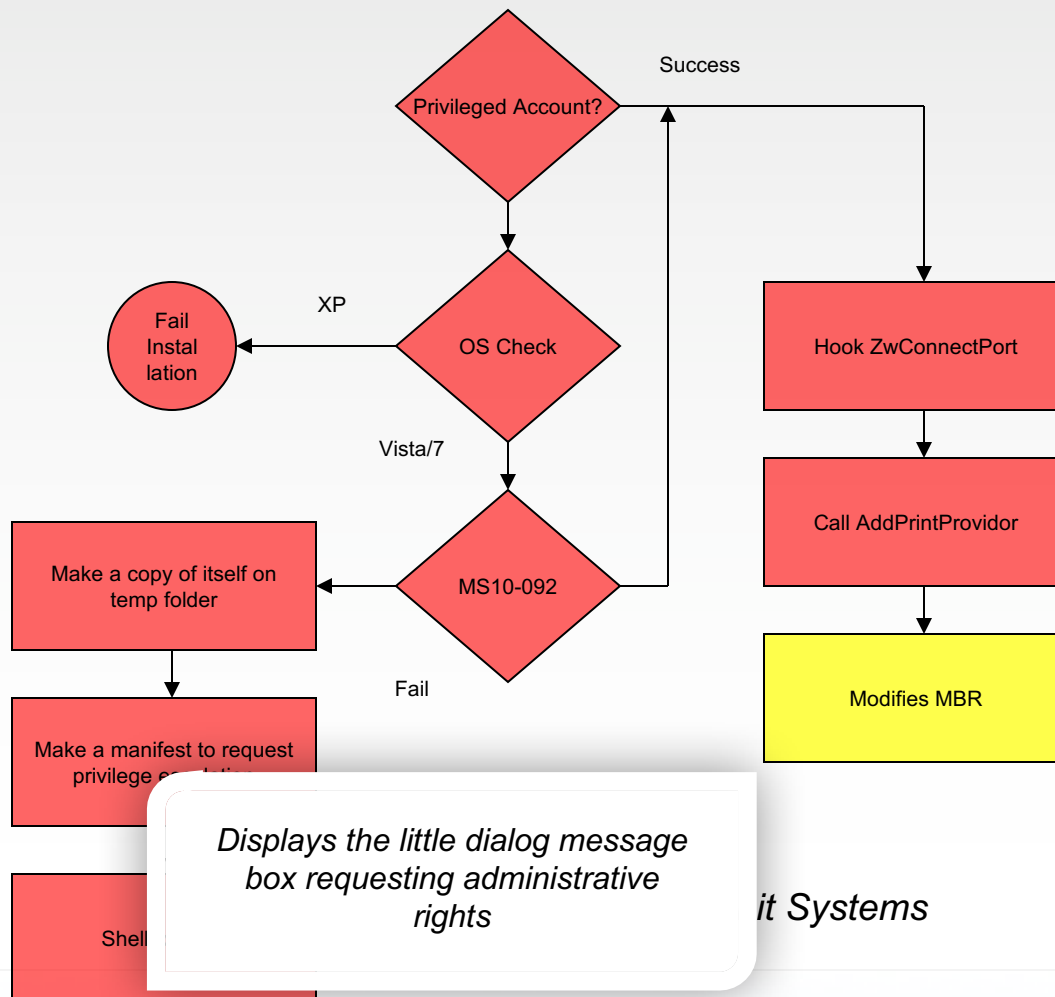 Success
Privileged Account?
XP
Fail
Instal
lation
OS Check
Hook ZwConnectPort
Vista/7
Call AddPrintProvidor
Make a copy of itself on
temp folder
MS10-092
Fail
Modifies MBR
Make a manifest to request
privilege
Displays the little dialog message
box requesting administrative
rights
it Systems
Shell